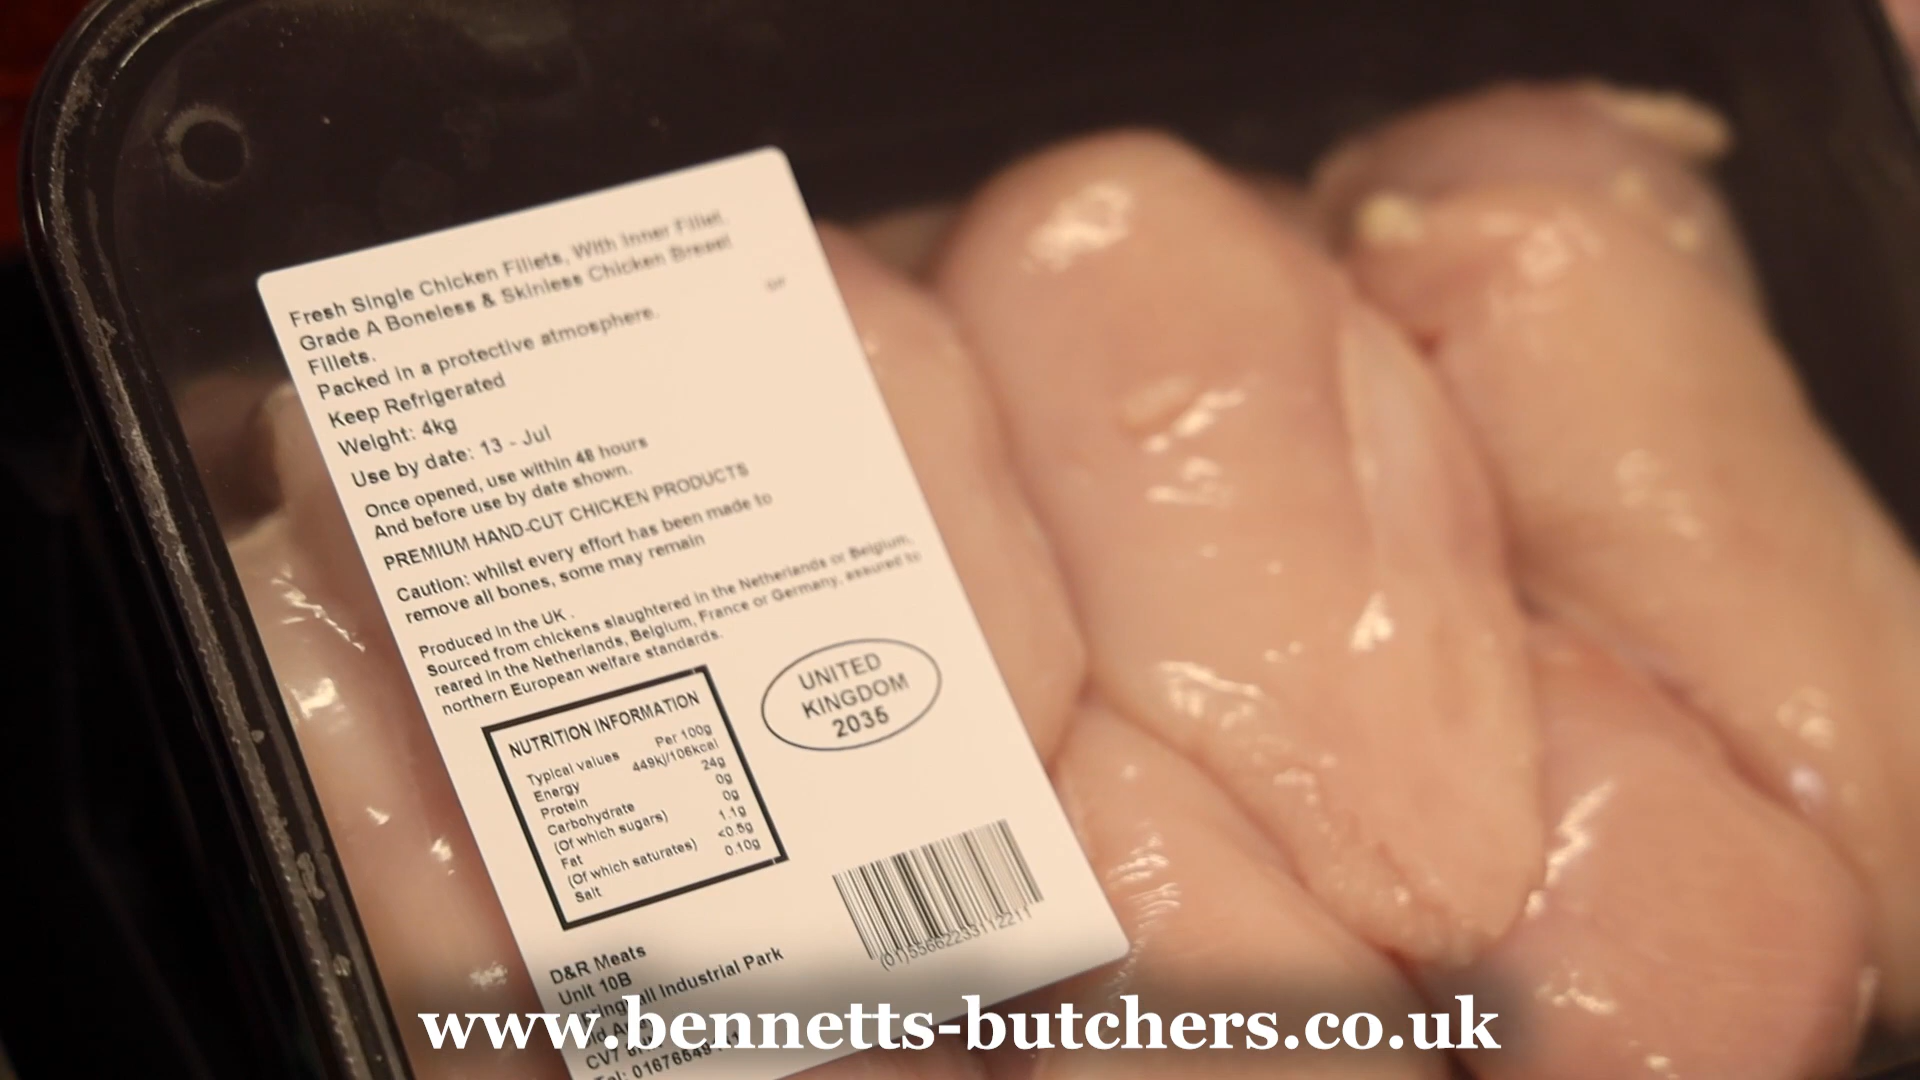 Fresh Single Chicken Fillets, With Inner Fillet.
Grade A Boneless & Skinless Chicken Breast
or
Fillets.
Packed in a protective atmosphere.
Keep Refrigerated
Weight: 4kg
Use by date: 13 - Jul
Once opened, use within 48 hours
And before use by date shown.
PREMIUM HAND-CUT CHICKEN PRODUCTS
Caution: whilst every effort has been made to
remove all bones, some may remain
Produced in the UK .
Sourced from chickens slaughtered in the Netherlands or Belgium,
reared in the Netherlands, Belgium, France or Germany, assured to
northern European welfare standards.
UNITED
KINGDOM
2035
NUTRITION INFORMATION
Typical values Per 100g
Energy 449kj/106kcal
Protein 24g
Carbohydrate 0g
(Of which sugars) 0g
Fat 1.1g
(Of which saturates) <0.5g
Salt 0.10g
(01)55662233112211
D&R Meats
Unit 10B
Industrial Park
CV7
Tel: 01676549
www.bennetts-butchers.co.uk